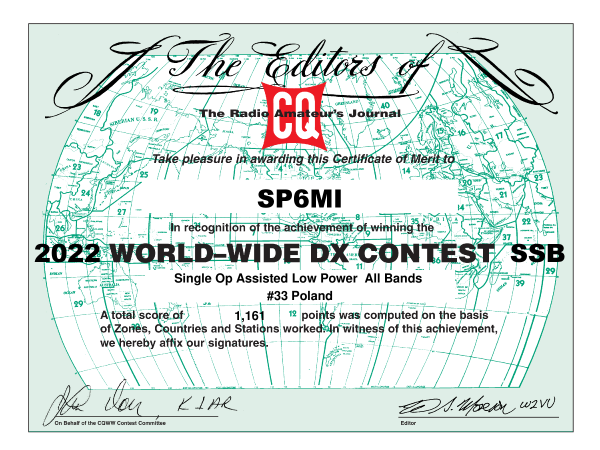 The Editors of
CQ
The Radio Amateur's Journal
Take pleasure in awarding this Certificate of Merit to
SP6MI
In recognition of the achievement of winning the
2022 WORLD–WIDE DX CONTEST SSB
Single Op Assisted Low Power All Bands
#33 Poland
A total score of 1,161 points was computed on the basis
of Zones, Countries and Stations worked. In witness of this achievement,
we hereby affix our signatures.
K1AR
W2VU
On Behalf of the CQWW Contest Committee
Editor